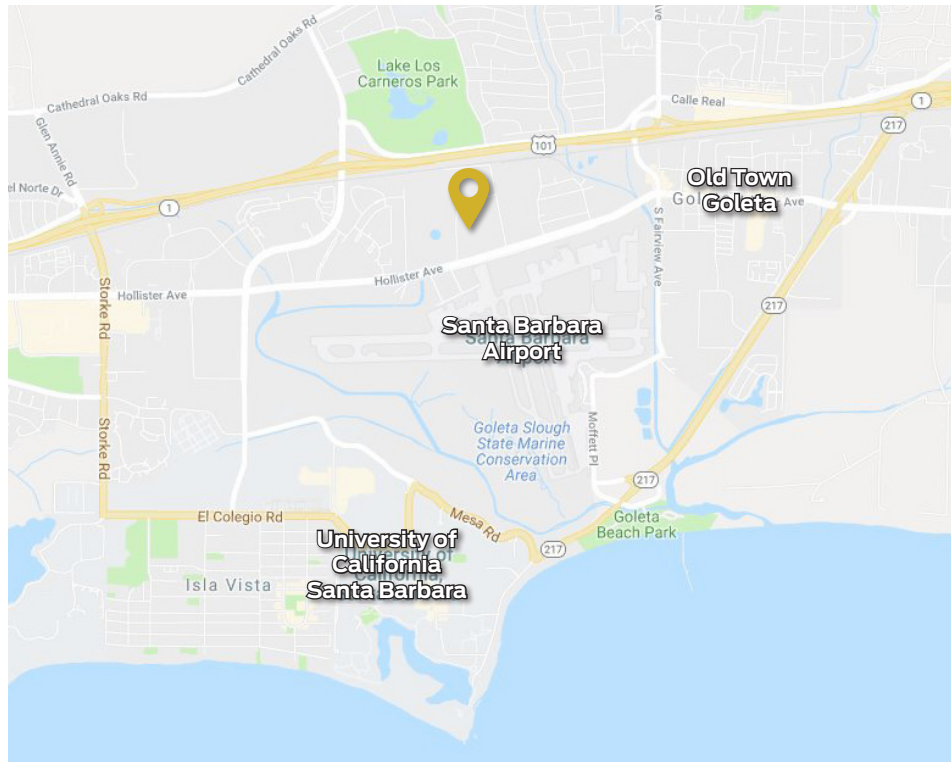 Cathedral Oaks Rd
Ave
Lake Los
Carneros Park
Cathedral Oaks Rd
Calle Real
1
217
Glen Annie Rd
101
el Norte Dr
Old Town
Goleta
Ave
1
S Fairview Ave
Hollister Ave
Storke Rd
Hollister Ave
217
Santa Barbara
Airport
Storke Rd
Moffett Pl
Goleta Slough
State Marine
Conservation
Area
217
El Colegio Rd
Mesa Rd
Goleta
Beach Park
217
University of
California
Santa Barbara
Isla Vista